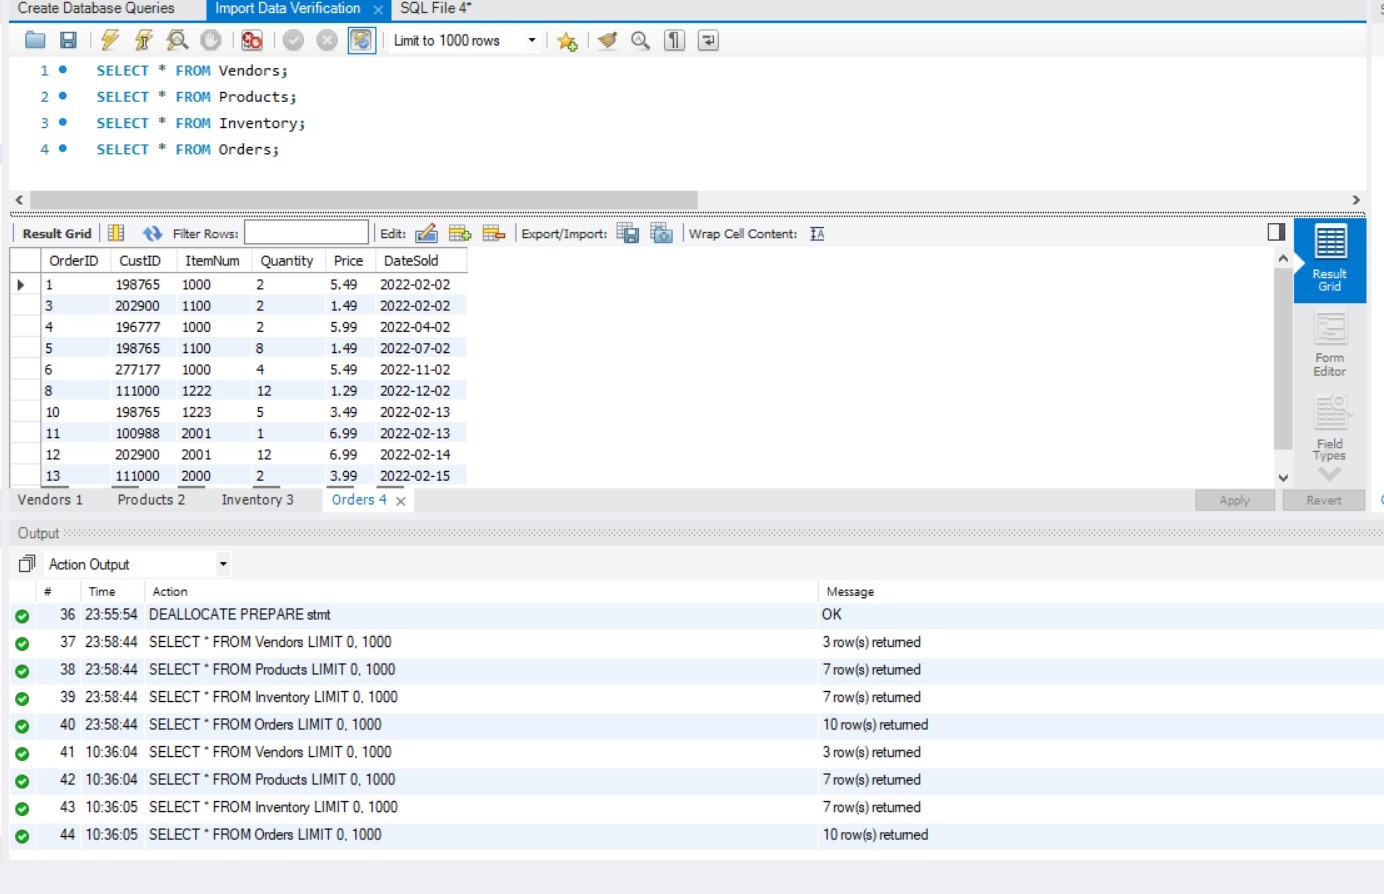 Create Database Queries Import Data Verification SQL File 4*
Limit to 1000 rows
1 SELECT * FROM Vendors;
2 SELECT * FROM Products;
3 SELECT * FROM Inventory;
4 SELECT * FROM Orders;
Result Grid Filter Rows: Edit: Export/Import: Wrap Cell Content: IA
OrderID CustID ItemNum Quantity Price DateSold
1 198765 1000 2 5.49 2022-02-02
3 202900 1100 2 1.49 2022-02-02
4 196777 1000 2 5.99 2022-04-02
5 198765 1100 8 1.49 2022-07-02
6 277177 1000 4 5.49 2022-11-02
8 111000 1222 12 1.29 2022-12-02
10 198765 1223 5 3.49 2022-02-13
11 100988 2001 1 6.99 2022-02-13
12 202900 2001 12 6.99 2022-02-14
13 111000 2000 2 3.99 2022-02-15
Result
Grid
Form
Editor
Field
Types
Vendors 1 Products 2 Inventory 3 Orders 4 Apply Revert
Output
Action Output
# Time Action Message
36 23:55:54 DEALLOCATE PREPARE stmt OK
37 23:58:44 SELECT * FROM Vendors LIMIT 0, 1000 3 row(s) returned
38 23:58:44 SELECT * FROM Products LIMIT 0, 1000 7 row(s) returned
39 23:58:44 SELECT * FROM Inventory LIMIT 0, 1000 7 row(s) returned
40 23:58:44 SELECT * FROM Orders LIMIT 0, 1000 10 row(s) returned
41 10:36:04 SELECT * FROM Vendors LIMIT 0, 1000 3 row(s) returned
42 10:36:04 SELECT * FROM Products LIMIT 0, 1000 7 row(s) returned
43 10:36:05 SELECT * FROM Inventory LIMIT 0, 1000 7 row(s) returned
44 10:36:05 SELECT * FROM Orders LIMIT 0, 1000 10 row(s) returned